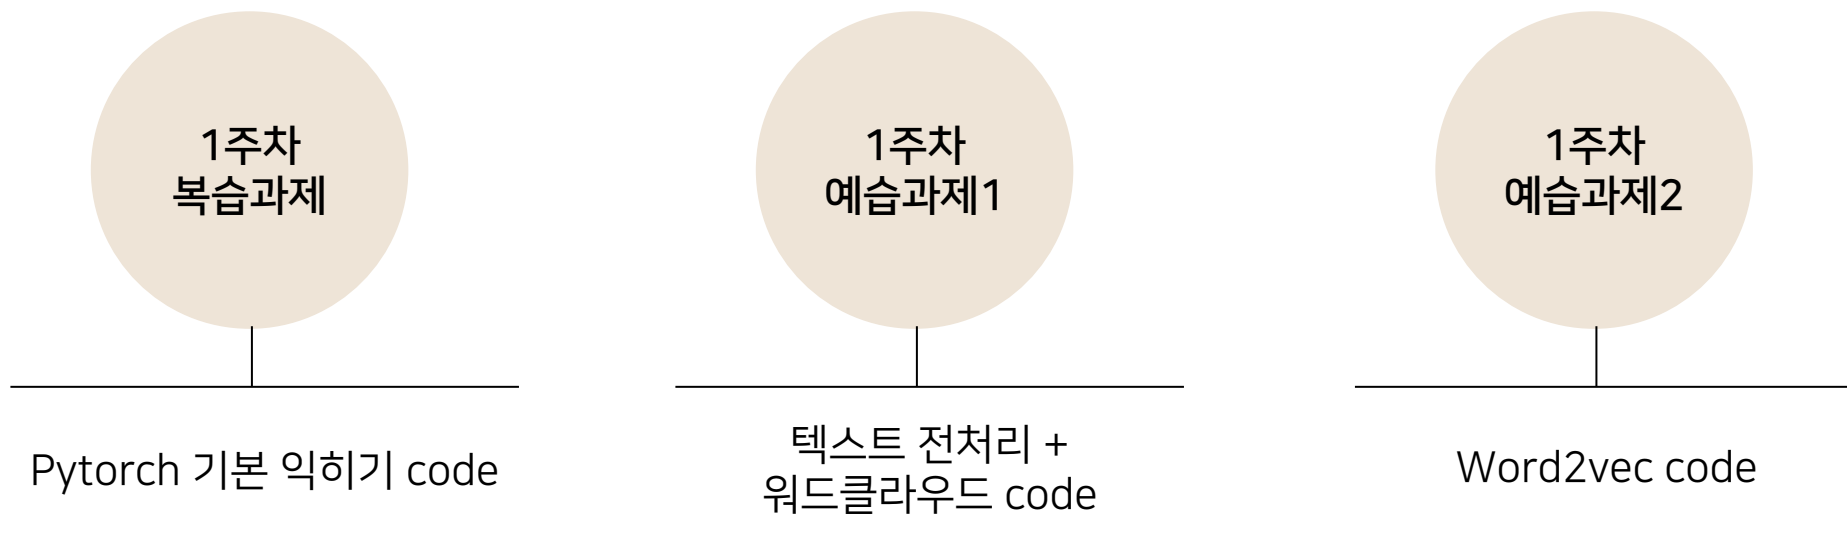 1주차
복습과제
Pytorch 기본 익히기 code
1주차
예습과제1
텍스트 전처리 +
워드클라우드 code
1주차
예습과제2
Word2vec code